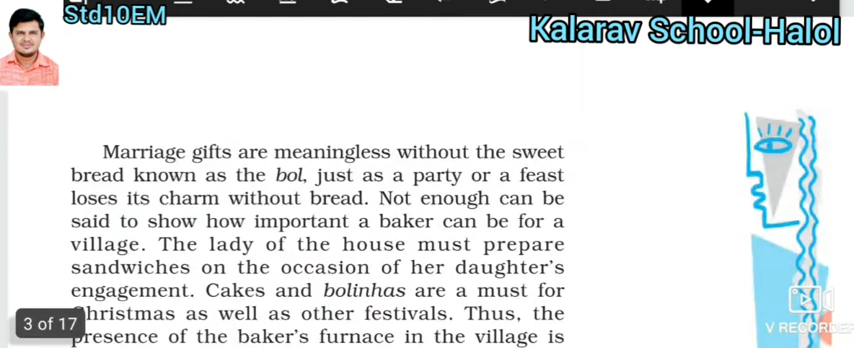 Std10EM
Kalarav School-Halol
Marriage gifts are meaningless without the sweet
bread known as the bol, just as a party or a feast
loses its charm without bread. Not enough can be
said to show how important a baker can be for a
village. The lady of the house must prepare
sandwiches on the occasion of her daughter's
engagement. Cakes and bolinhas are a must for
Christmas as well as other festivals. Thus, the
presence of the baker's furnace in the village is
3 of 17
V RECORDER